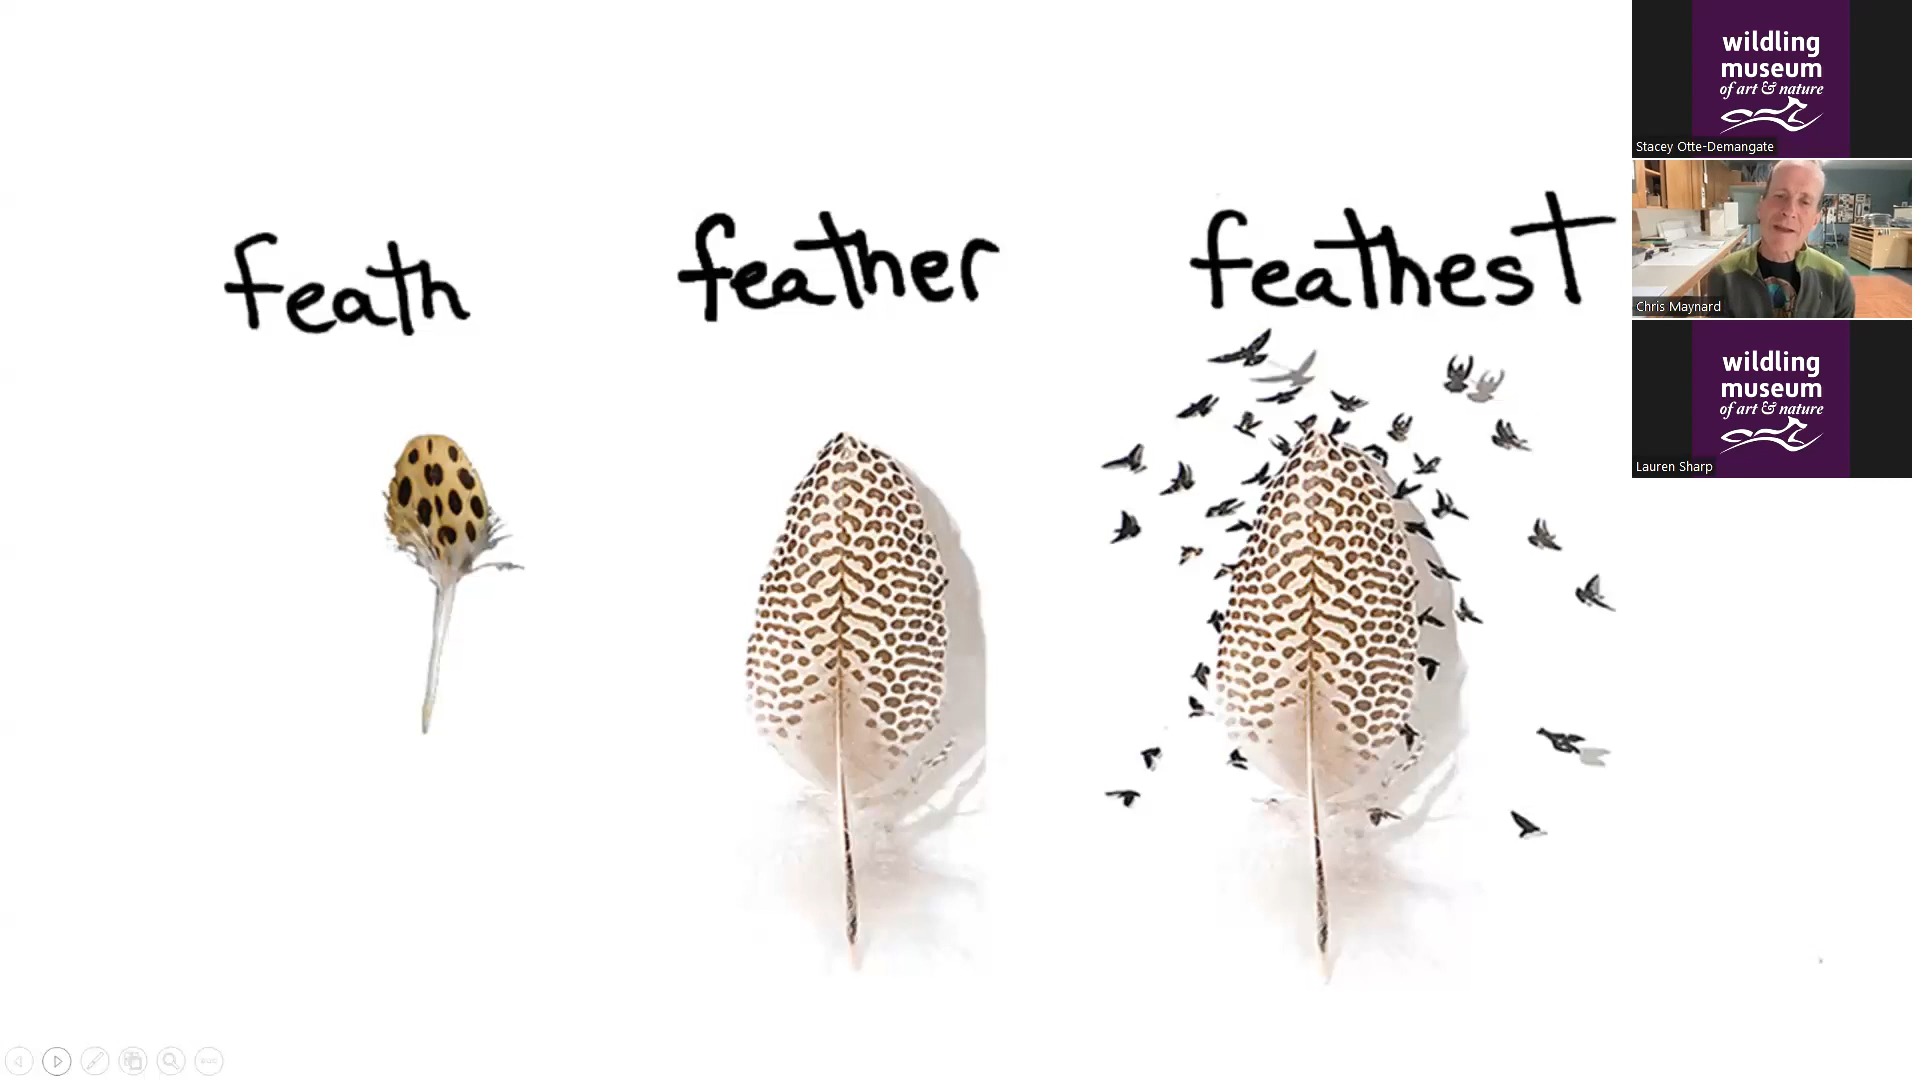 feath
feather
feathest
wildling
museum
of art & nature
Stacey Otte-Demangate
Chris Maynard
wildling
museum
of art & nature
Lauren Sharp